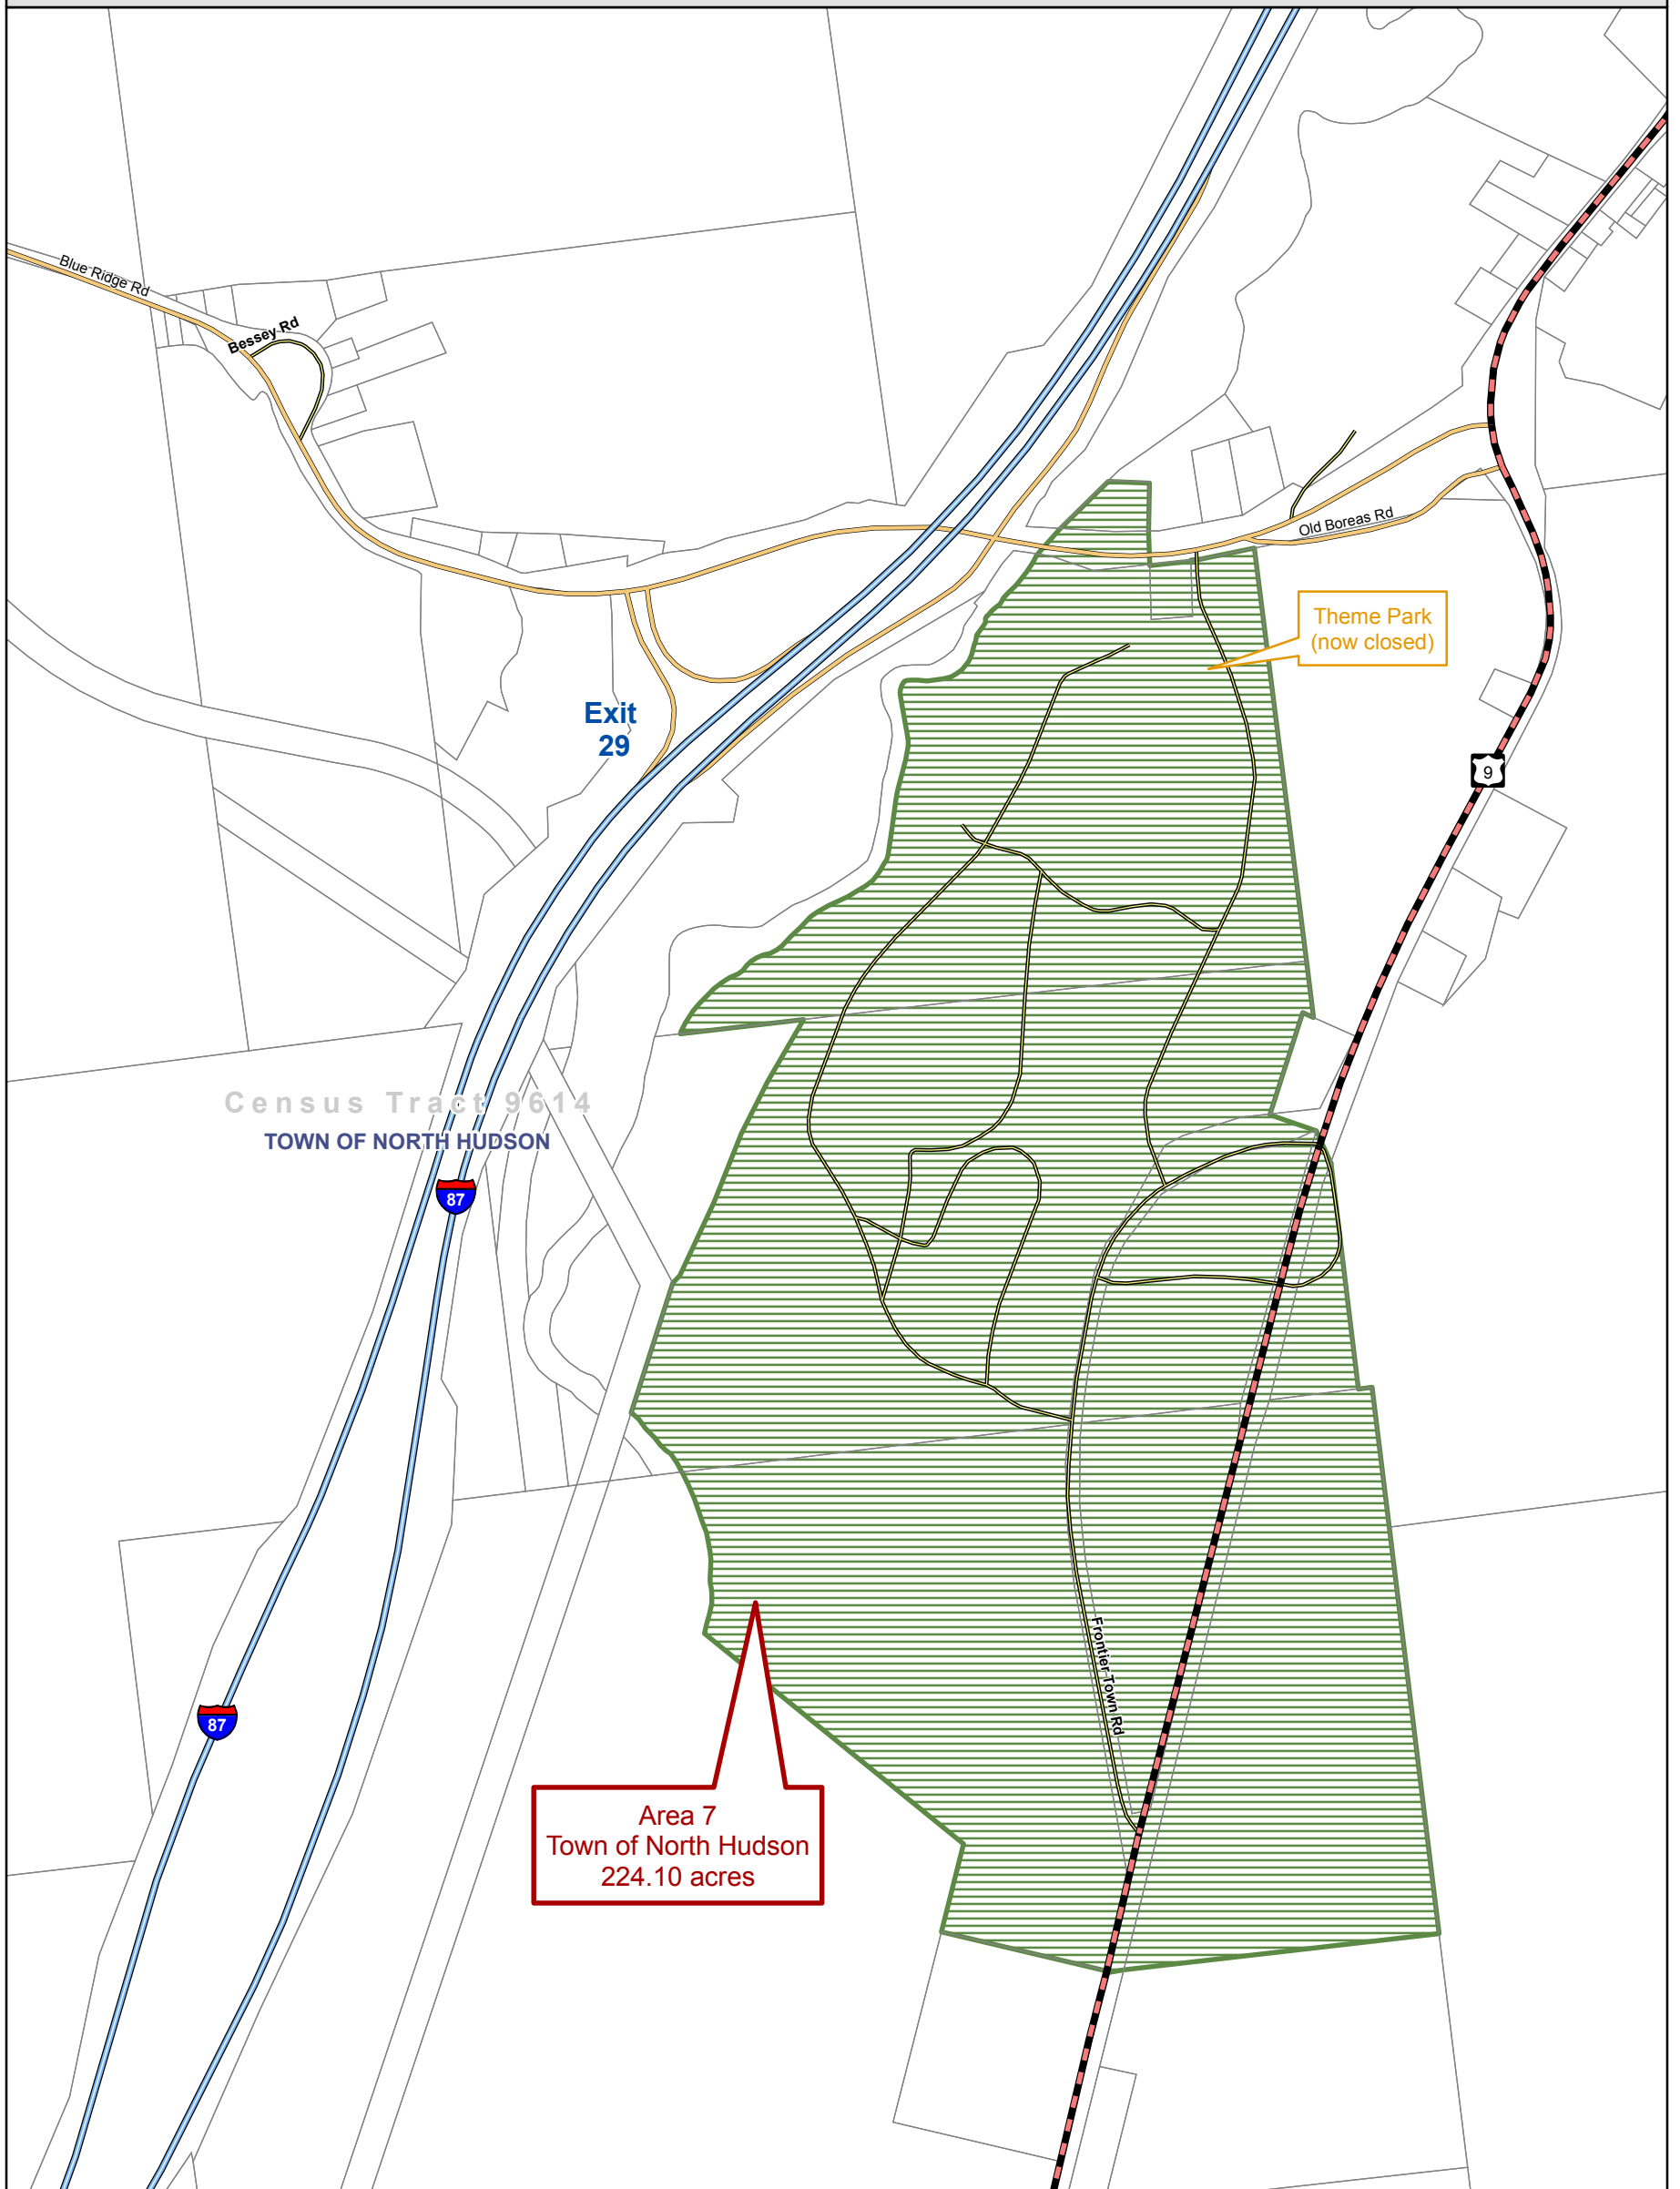 Blue Ridge Rd
Bessey Rd
Old Boreas Rd
Theme Park
(now closed)
Exit
29
9
Census Tract 9614
TOWN OF NORTH HUDSON
87
Frontier Town Rd
87
Area 7
Town of North Hudson
224.10 acres